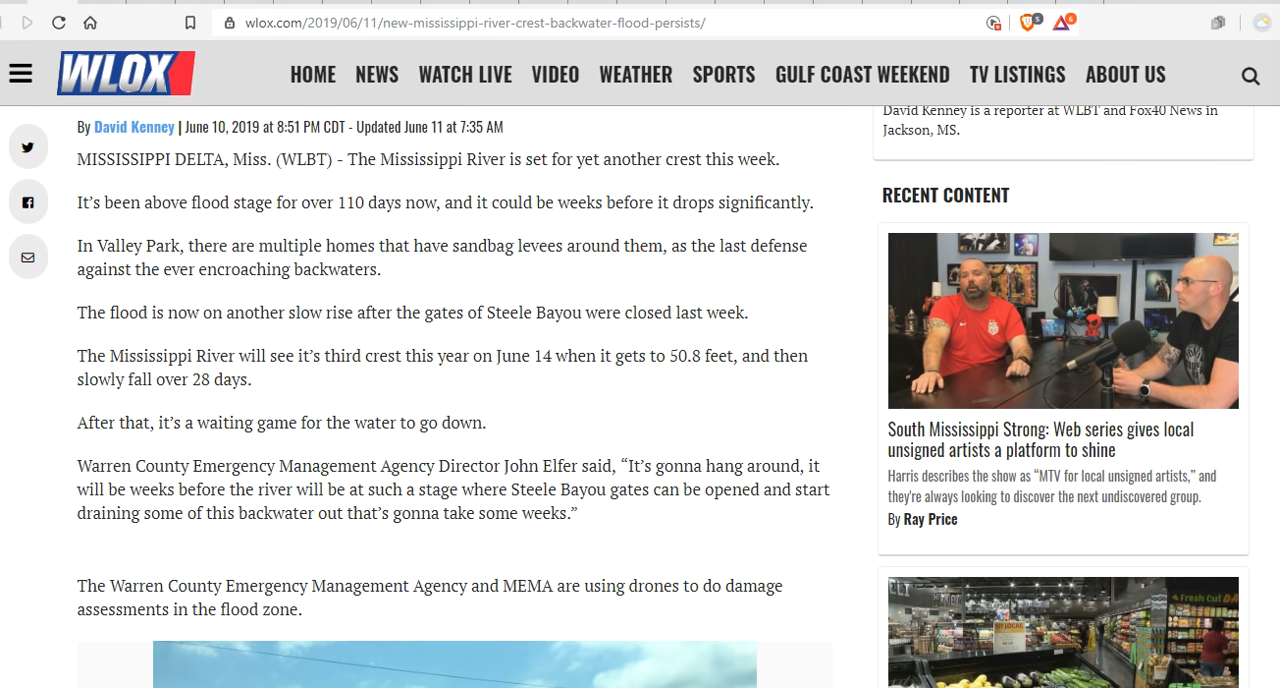 wlox.com/2019/06/11/new-mississippi-river-crest-backwater-flood-persists/
5
6
WLOX
HOME NEWS WATCH LIVE VIDEO WEATHER SPORTS GULF COAST WEEKEND TV LISTINGS ABOUT US
By David Kenney | June 10, 2019 at 8:51 PM CDT - Updated June 11 at 7:35 AM
MISSISSIPPI DELTA, Miss. (WLBT) - The Mississippi River is set for yet another crest this week.
It’s been above flood stage for over 110 days now, and it could be weeks before it drops significantly.
In Valley Park, there are multiple homes that have sandbag levees around them, as the last defense
against the ever encroaching backwaters.
The flood is now on another slow rise after the gates of Steele Bayou were closed last week.
The Mississippi River will see it’s third crest this year on June 14 when it gets to 50.8 feet, and then
slowly fall over 28 days.
After that, it’s a waiting game for the water to go down.
Warren County Emergency Management Agency Director John Elfer said, “It’s gonna hang around, it
will be weeks before the river will be at such a stage where Steele Bayou gates can be opened and start
draining some of this backwater out that’s gonna take some weeks.”
The Warren County Emergency Management Agency and MEMA are using drones to do damage
assessments in the flood zone.
David Kenney is a reporter at WLBT and Fox40 News in
Jackson, MS.
RECENT CONTENT
South Mississippi Strong: Web series gives local
unsigned artists a platform to shine
Harris describes the show as “MTV for local unsigned artists,” and
they're always looking to discover the next undiscovered group.
By Ray Price
Fresh Cut